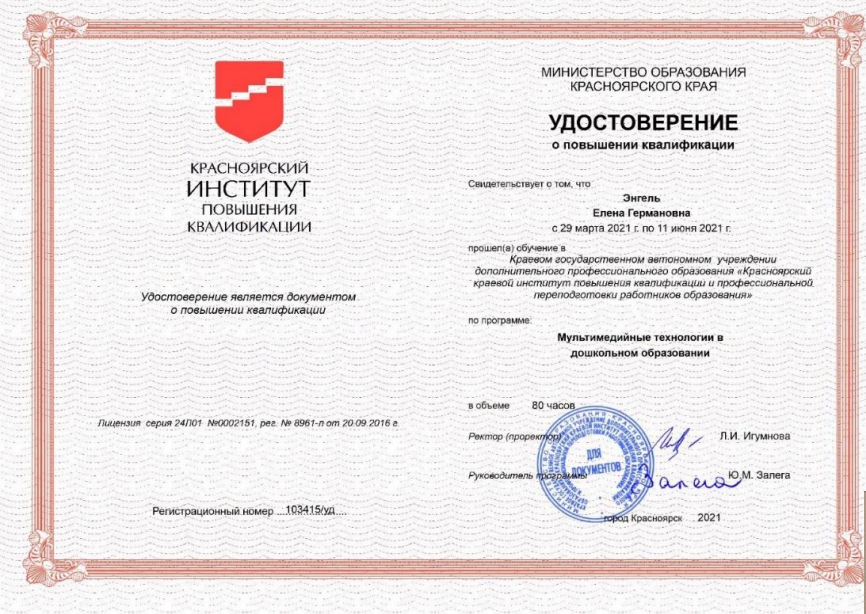 КРАСНОЯРСКИЙ
ИНСТИТУТ
ПОВЫШЕНИЯ
КВАЛИФИКАЦИИ
Удостоверение является документом
о повышении квалификации
Лицензия серия 24Л01 №0002151, рег. № 8961-л от 20.09.2016 г.
Регистрационный номер ...103415/уд....
МИНИСТЕРСТВО ОБРАЗОВАНИЯ
КРАСНОЯРСКОГО КРАЯ
УДОСТОВЕРЕНИЕ
о повышении квалификации
Свидетельствует о том, что
Энгель
Елена Германовна
с 29 марта 2021 г. по 11 июня 2021 г.
прошел(а) обучение в
Краевом государственном автономном учреждении
дополнительного профессионального образования «Красноярский
краевой институт повышения квалификации и профессиональной
переподготовки работников образования»
по программе:
Мультимедийные технологии в
дошкольном образовании
в объеме 80 часов
Ректор (проректор) Л.И. Игумнова
ДЛЯ
ДОКУМЕНТОВ
Руководитель программы Ю.М. Залега
город Красноярск 2021